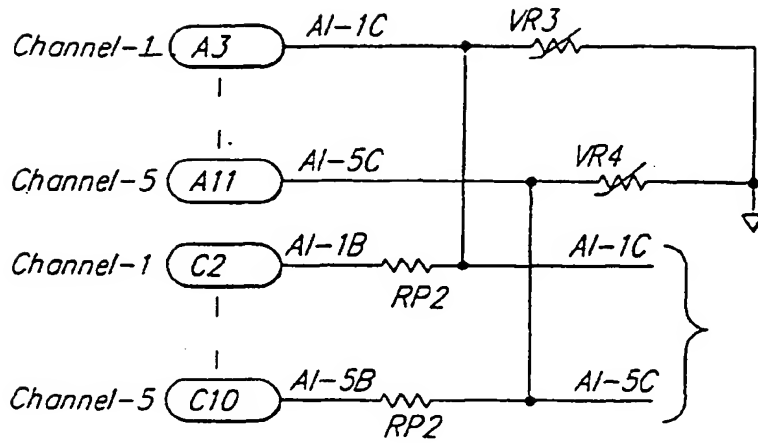 Channel-1 A3 AI-1C VR3
Channel-5 A11 AI-5C VR4
Channel-1 C2 AI-1B RP2 AI-1C
Channel-5 C10 AI-5B RP2 AI-5C